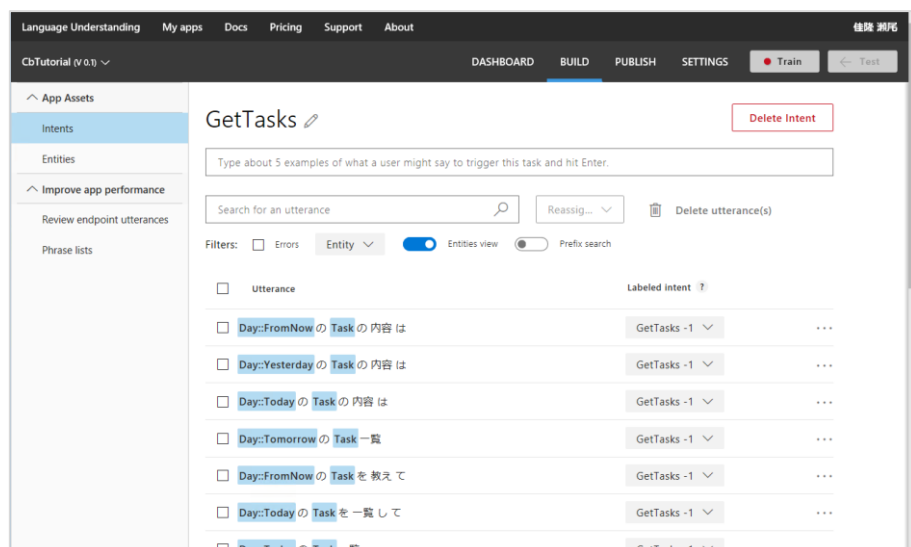 Language Understanding My apps Docs Pricing Support About 佳隆 瀬尾
CbTutorial (V 0.1) DASHBOARD BUILD PUBLISH SETTINGS Train Test
App Assets
Intents
Entities
Improve app performance
Review endpoint utterances
Phrase lists
GetTasks
Delete Intent
Type about 5 examples of what a user might say to trigger this task and hit Enter.
Search for an utterance Reassig... Delete utterance(s)
Filters: Errors Entity Entities view Prefix search
Utterance Labeled intent ?
Day::FromNow の Task の 内容 は GetTasks -1 ...
Day::Yesterday の Task の 内容 は GetTasks -1 ...
Day::Today の Task の 内容 は GetTasks -1 ...
Day::Tomorrow の Task 一覧 GetTasks -1 ...
Day::FromNow の Task を 教え て GetTasks -1 ...
Day::Today の Task を 一覧 し て GetTasks -1 ...